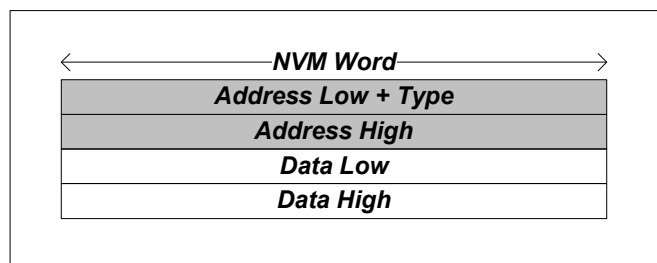 NVM Word
Address Low + Type
Address High
Data Low
Data High